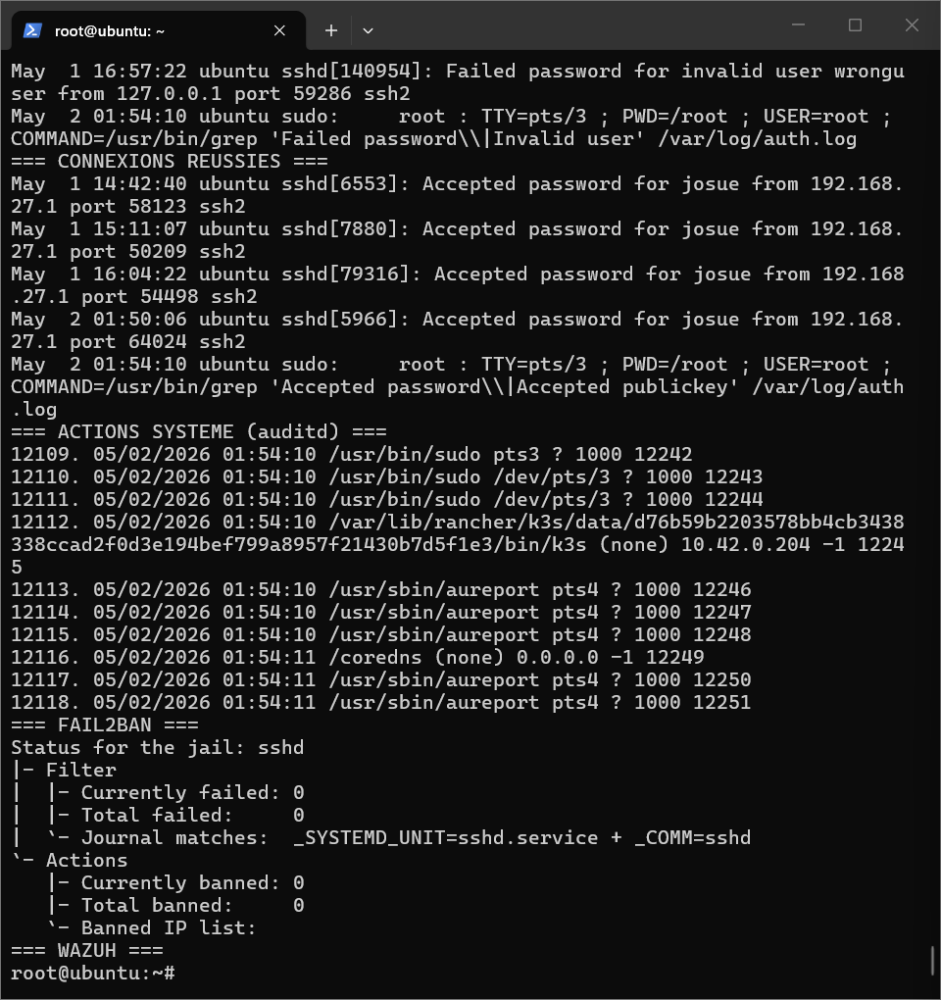 root@ubuntu: ~
May  1 16:57:22 ubuntu sshd[140954]: Failed password for invalid user wrongu
ser from 127.0.0.1 port 59286 ssh2
May  2 01:54:10 ubuntu sudo:     root : TTY=pts/3 ; PWD=/root ; USER=root ;
COMMAND=/usr/bin/grep 'Failed password\\|Invalid user' /var/log/auth.log
=== CONNEXIONS REUSSIES ===
May  1 14:42:40 ubuntu sshd[6553]: Accepted password for josue from 192.168.
27.1 port 58123 ssh2
May  1 15:11:07 ubuntu sshd[7880]: Accepted password for josue from 192.168.
27.1 port 50209 ssh2
May  1 16:04:22 ubuntu sshd[79316]: Accepted password for josue from 192.168
.27.1 port 54498 ssh2
May  2 01:50:06 ubuntu sshd[5966]: Accepted password for josue from 192.168.
27.1 port 64024 ssh2
May  2 01:54:10 ubuntu sudo:     root : TTY=pts/3 ; PWD=/root ; USER=root ;
COMMAND=/usr/bin/grep 'Accepted password\\|Accepted publickey' /var/log/auth
.log
=== ACTIONS SYSTEME (auditd) ===
12109. 05/02/2026 01:54:10 /usr/bin/sudo pts3 ? 1000 12242
12110. 05/02/2026 01:54:10 /usr/bin/sudo /dev/pts/3 ? 1000 12243
12111. 05/02/2026 01:54:10 /usr/bin/sudo /dev/pts/3 ? 1000 12244
12112. 05/02/2026 01:54:10 /var/lib/rancher/k3s/data/d76b59b2203578bb4cb3438
338ccad2f0d3e194bef799a8957f21430b7d5f1e3/bin/k3s (none) 10.42.0.204 -1 1224
5
12113. 05/02/2026 01:54:10 /usr/sbin/aureport pts4 ? 1000 12246
12114. 05/02/2026 01:54:10 /usr/sbin/aureport pts4 ? 1000 12247
12115. 05/02/2026 01:54:10 /usr/sbin/aureport pts4 ? 1000 12248
12116. 05/02/2026 01:54:11 /coredns (none) 0.0.0.0 -1 12249
12117. 05/02/2026 01:54:11 /usr/sbin/aureport pts4 ? 1000 12250
12118. 05/02/2026 01:54:11 /usr/sbin/aureport pts4 ? 1000 12251
=== FAIL2BAN ===
Status for the jail: sshd
|- Filter
|  |- Currently failed: 0
|  |- Total failed:     0
|  `- Journal matches:  _SYSTEMD_UNIT=sshd.service + _COMM=sshd
`- Actions
   |- Currently banned: 0
   |- Total banned:     0
   `- Banned IP list:
=== WAZUH ===
root@ubuntu:~#